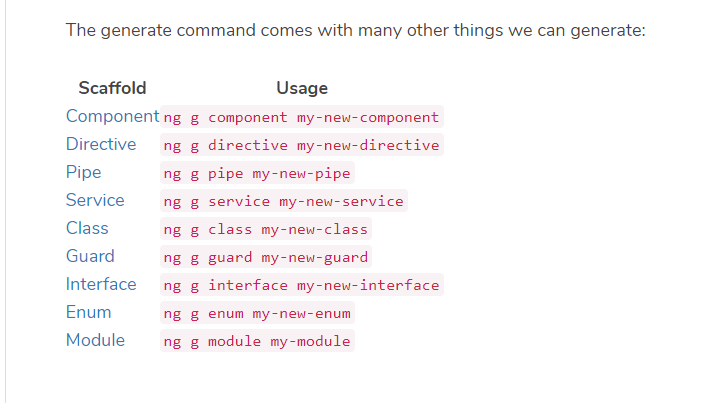 The generate command comes with many other things we can generate:
Scaffold Usage
Component ng g component my-new-component
Directive ng g directive my-new-directive
Pipe ng g pipe my-new-pipe
Service ng g service my-new-service
Class ng g class my-new-class
Guard ng g guard my-new-guard
Interface ng g interface my-new-interface
Enum ng g enum my-new-enum
Module ng g module my-module